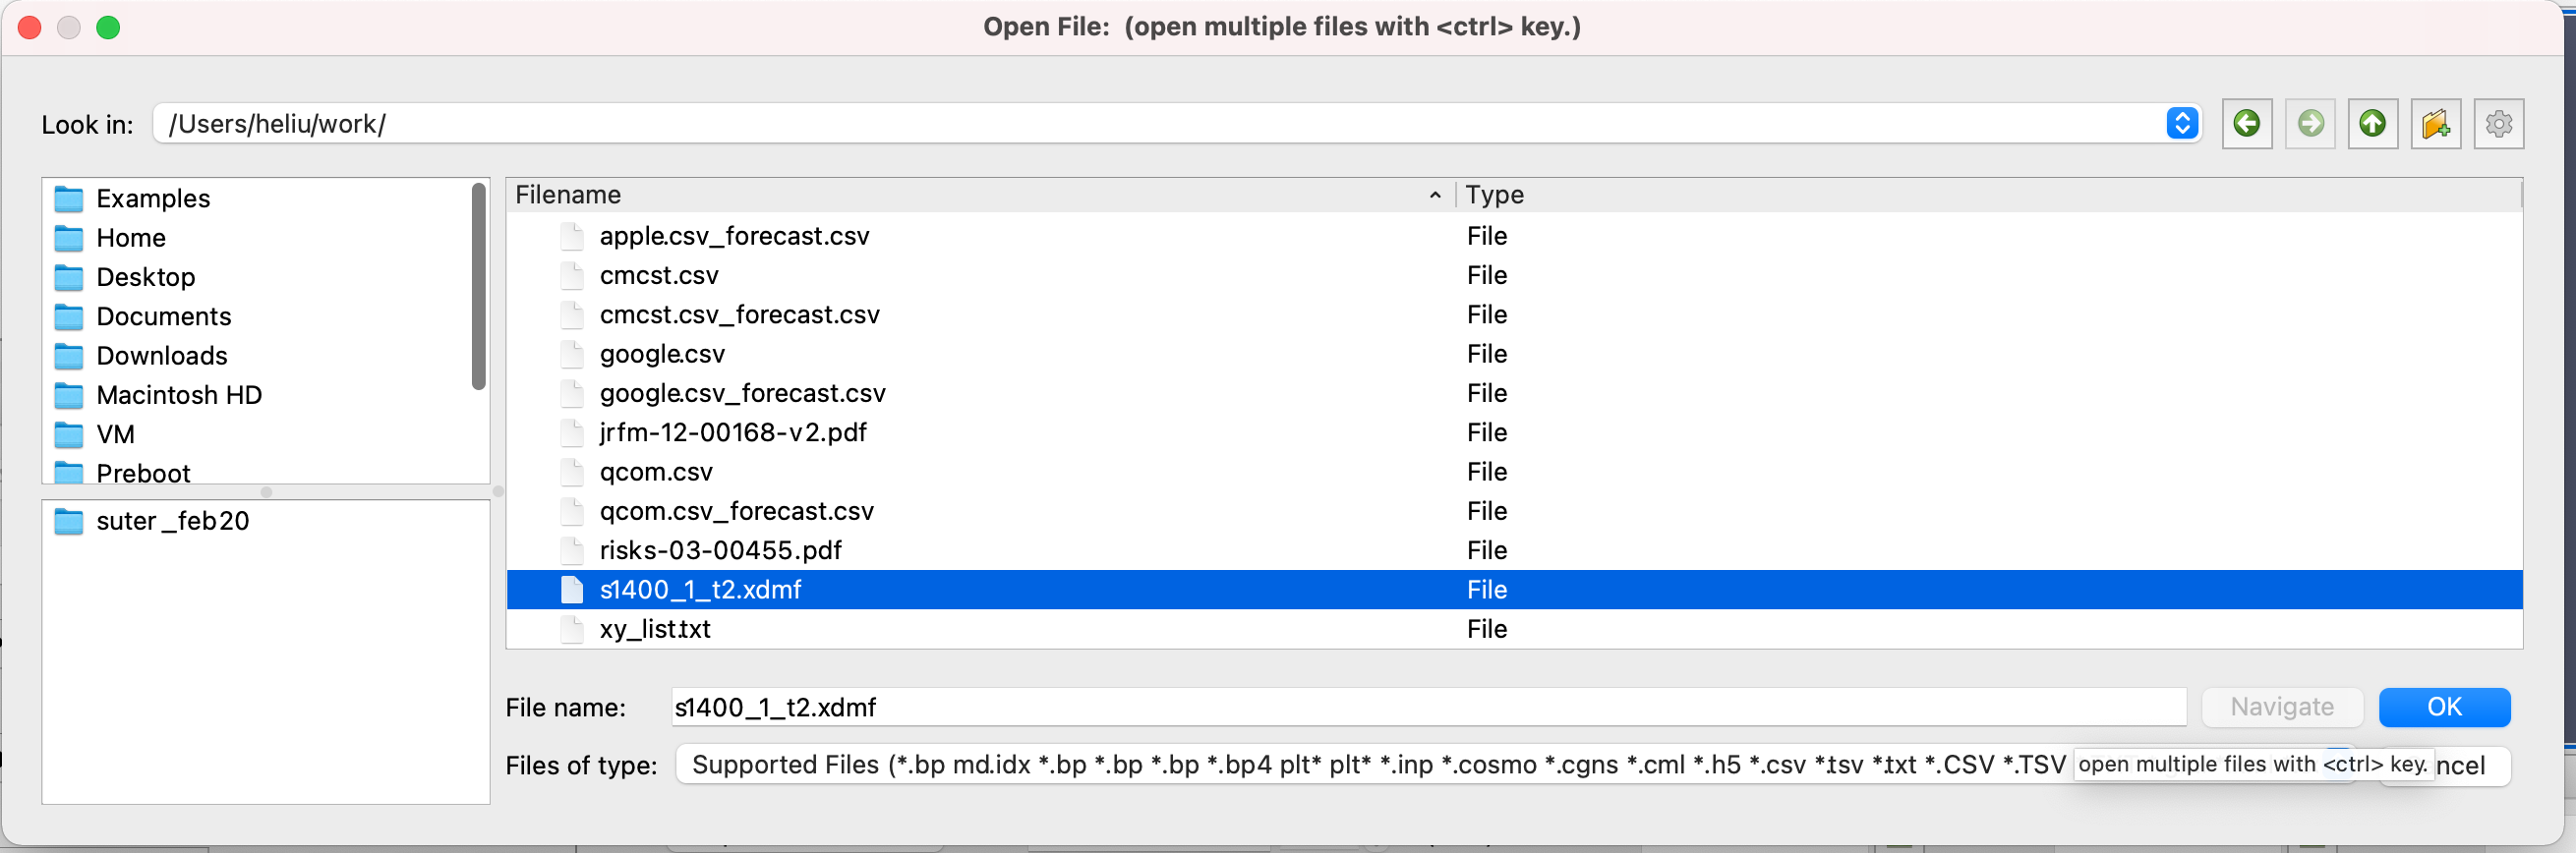 Open File:  (open multiple files with <ctrl> key.)
Look in: /Users/heliu/work/
Examples
Home
Desktop
Documents
Downloads
Macintosh HD
VM
Preboot
suter_feb20
Filename Type
apple.csv_forecast.csv File
cmcst.csv File
cmcst.csv_forecast.csv File
google.csv File
google.csv_forecast.csv File
jrfm-12-00168-v2.pdf File
qcom.csv File
qcom.csv_forecast.csv File
risks-03-00455.pdf File
s1400_1_t2.xdmf File
xy_list.txt File
File name: s1400_1_t2.xdmf Navigate OK
Files of type: Supported Files (*.bp md.idx *.bp *.bp *.bp *.bp4 plt* plt* *.inp *.cosmo *.cgns *.cml *.h5 *.csv *.tsv *.txt *.CSV *.TSV open multiple files with <ctrl> key. ncel